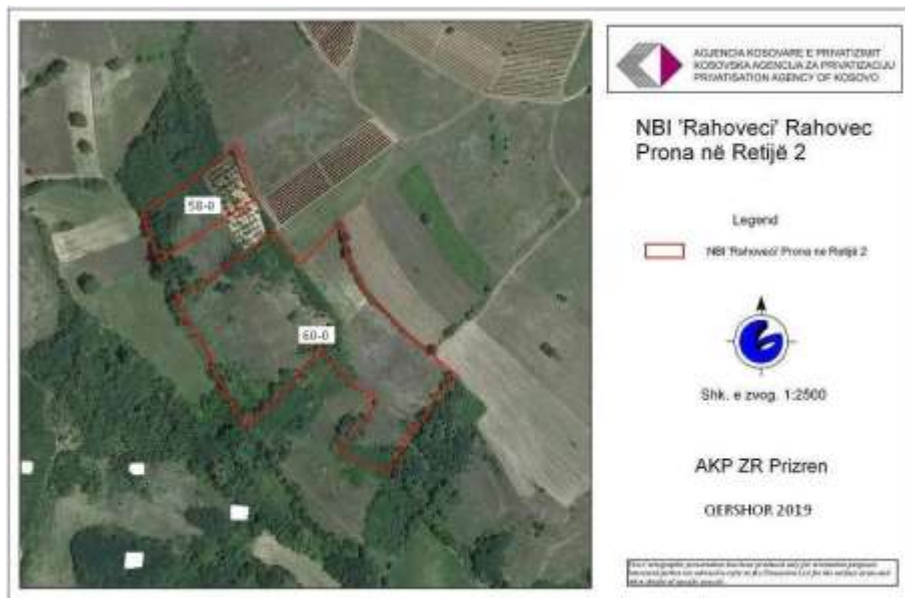 AGJENCIA KOSOVARE E PRIVATIZIMIT
KOSOVSKA AGENCIJA ZA PRIVATIZACIJU
PRIVATISATION AGENCY OF KOSOVO
NBI 'Rahoveci' Rahovec
Prona në Retijë 2
Legend
NBI 'Rahoveci' Prona ne Retijë 2
Shk. e zvog. 1:2500
AKP ZR Prizren
QERSHOR 2019
58-0
60-0